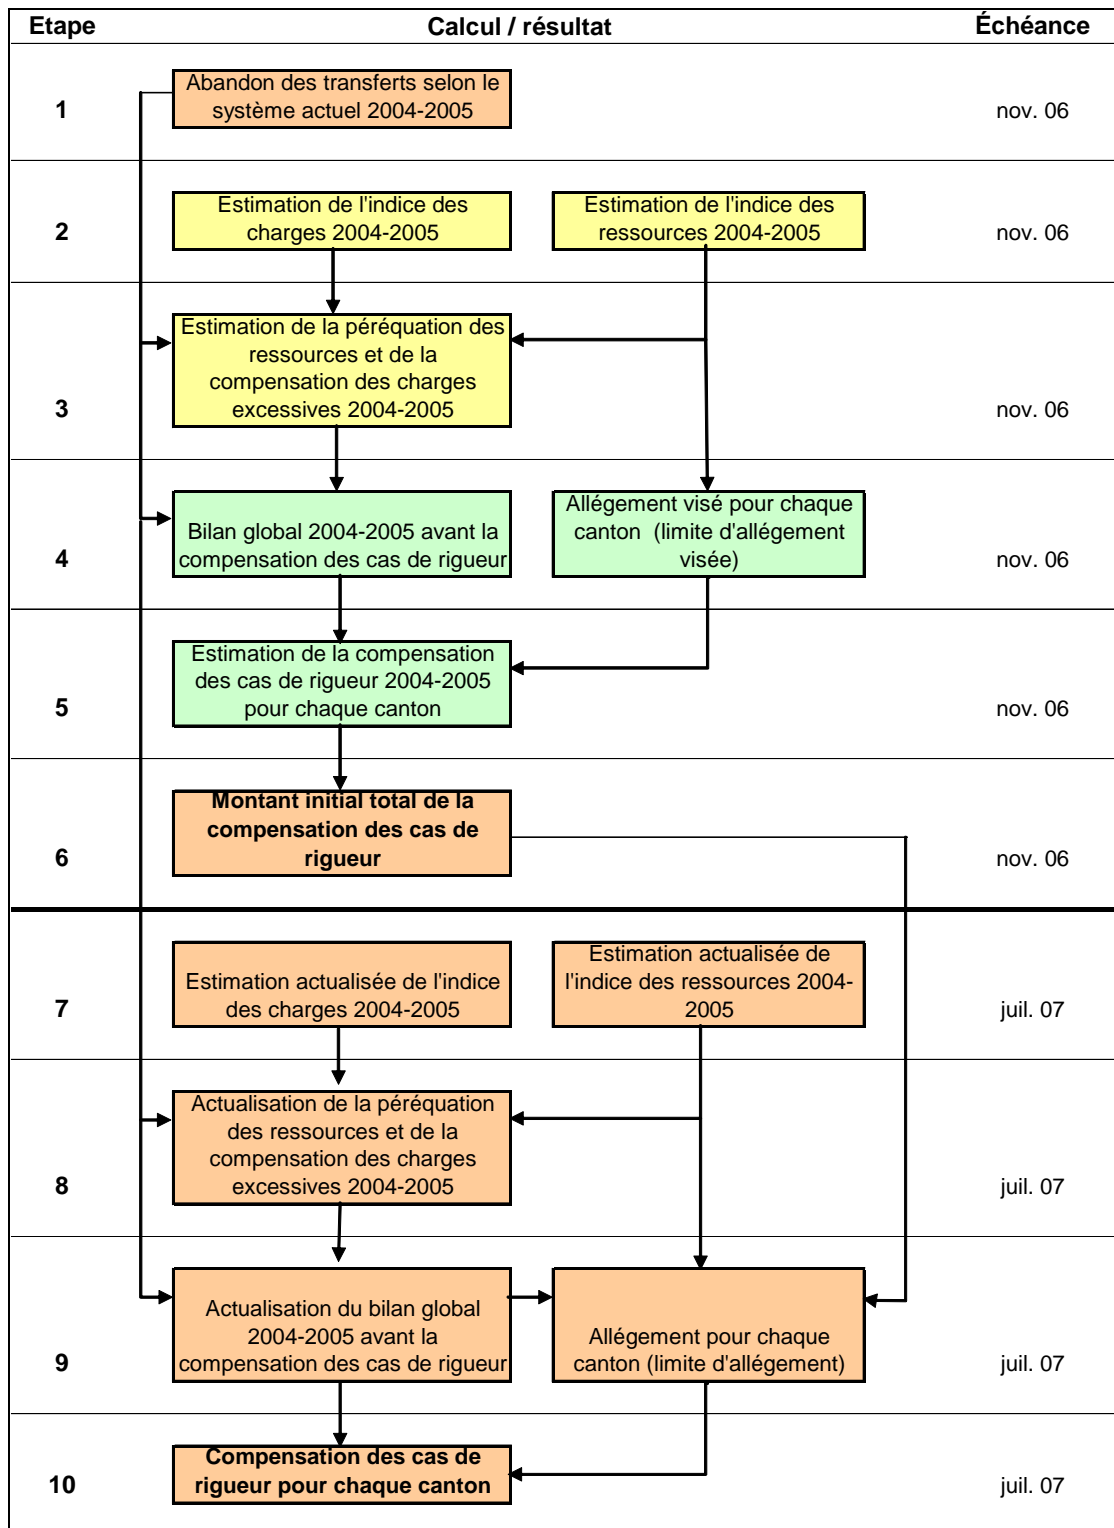 Etape Calcul / résultat Échéance
Abandon des transferts selon le
système actuel 2004-2005
1 nov. 06
Estimation de l'indice des
charges 2004-2005
Estimation de l'indice des
ressources 2004-2005
2 nov. 06
Estimation de la péréquation des
ressources et de la
compensation des charges
excessives 2004-2005
3 nov. 06
Bilan global 2004-2005 avant la
compensation des cas de rigueur
Allégement visé pour chaque
canton (limite d'allégement
visée)
4 nov. 06
Estimation de la compensation
des cas de rigueur 2004-2005
pour chaque canton
5 nov. 06
Montant initial total de la
compensation des cas de
rigueur
6 nov. 06
Estimation actualisée de l'indice
des charges 2004-2005
Estimation actualisée de
l'indice des ressources 2004-
2005
7 juil. 07
Actualisation de la péréquation
des ressources et de la
compensation des charges
excessives 2004-2005
8 juil. 07
Actualisation du bilan global
2004-2005 avant la
compensation des cas de rigueur
Allégement pour chaque
canton (limite d'allégement)
9 juil. 07
Compensation des cas de
rigueur pour chaque canton
10 juil. 07